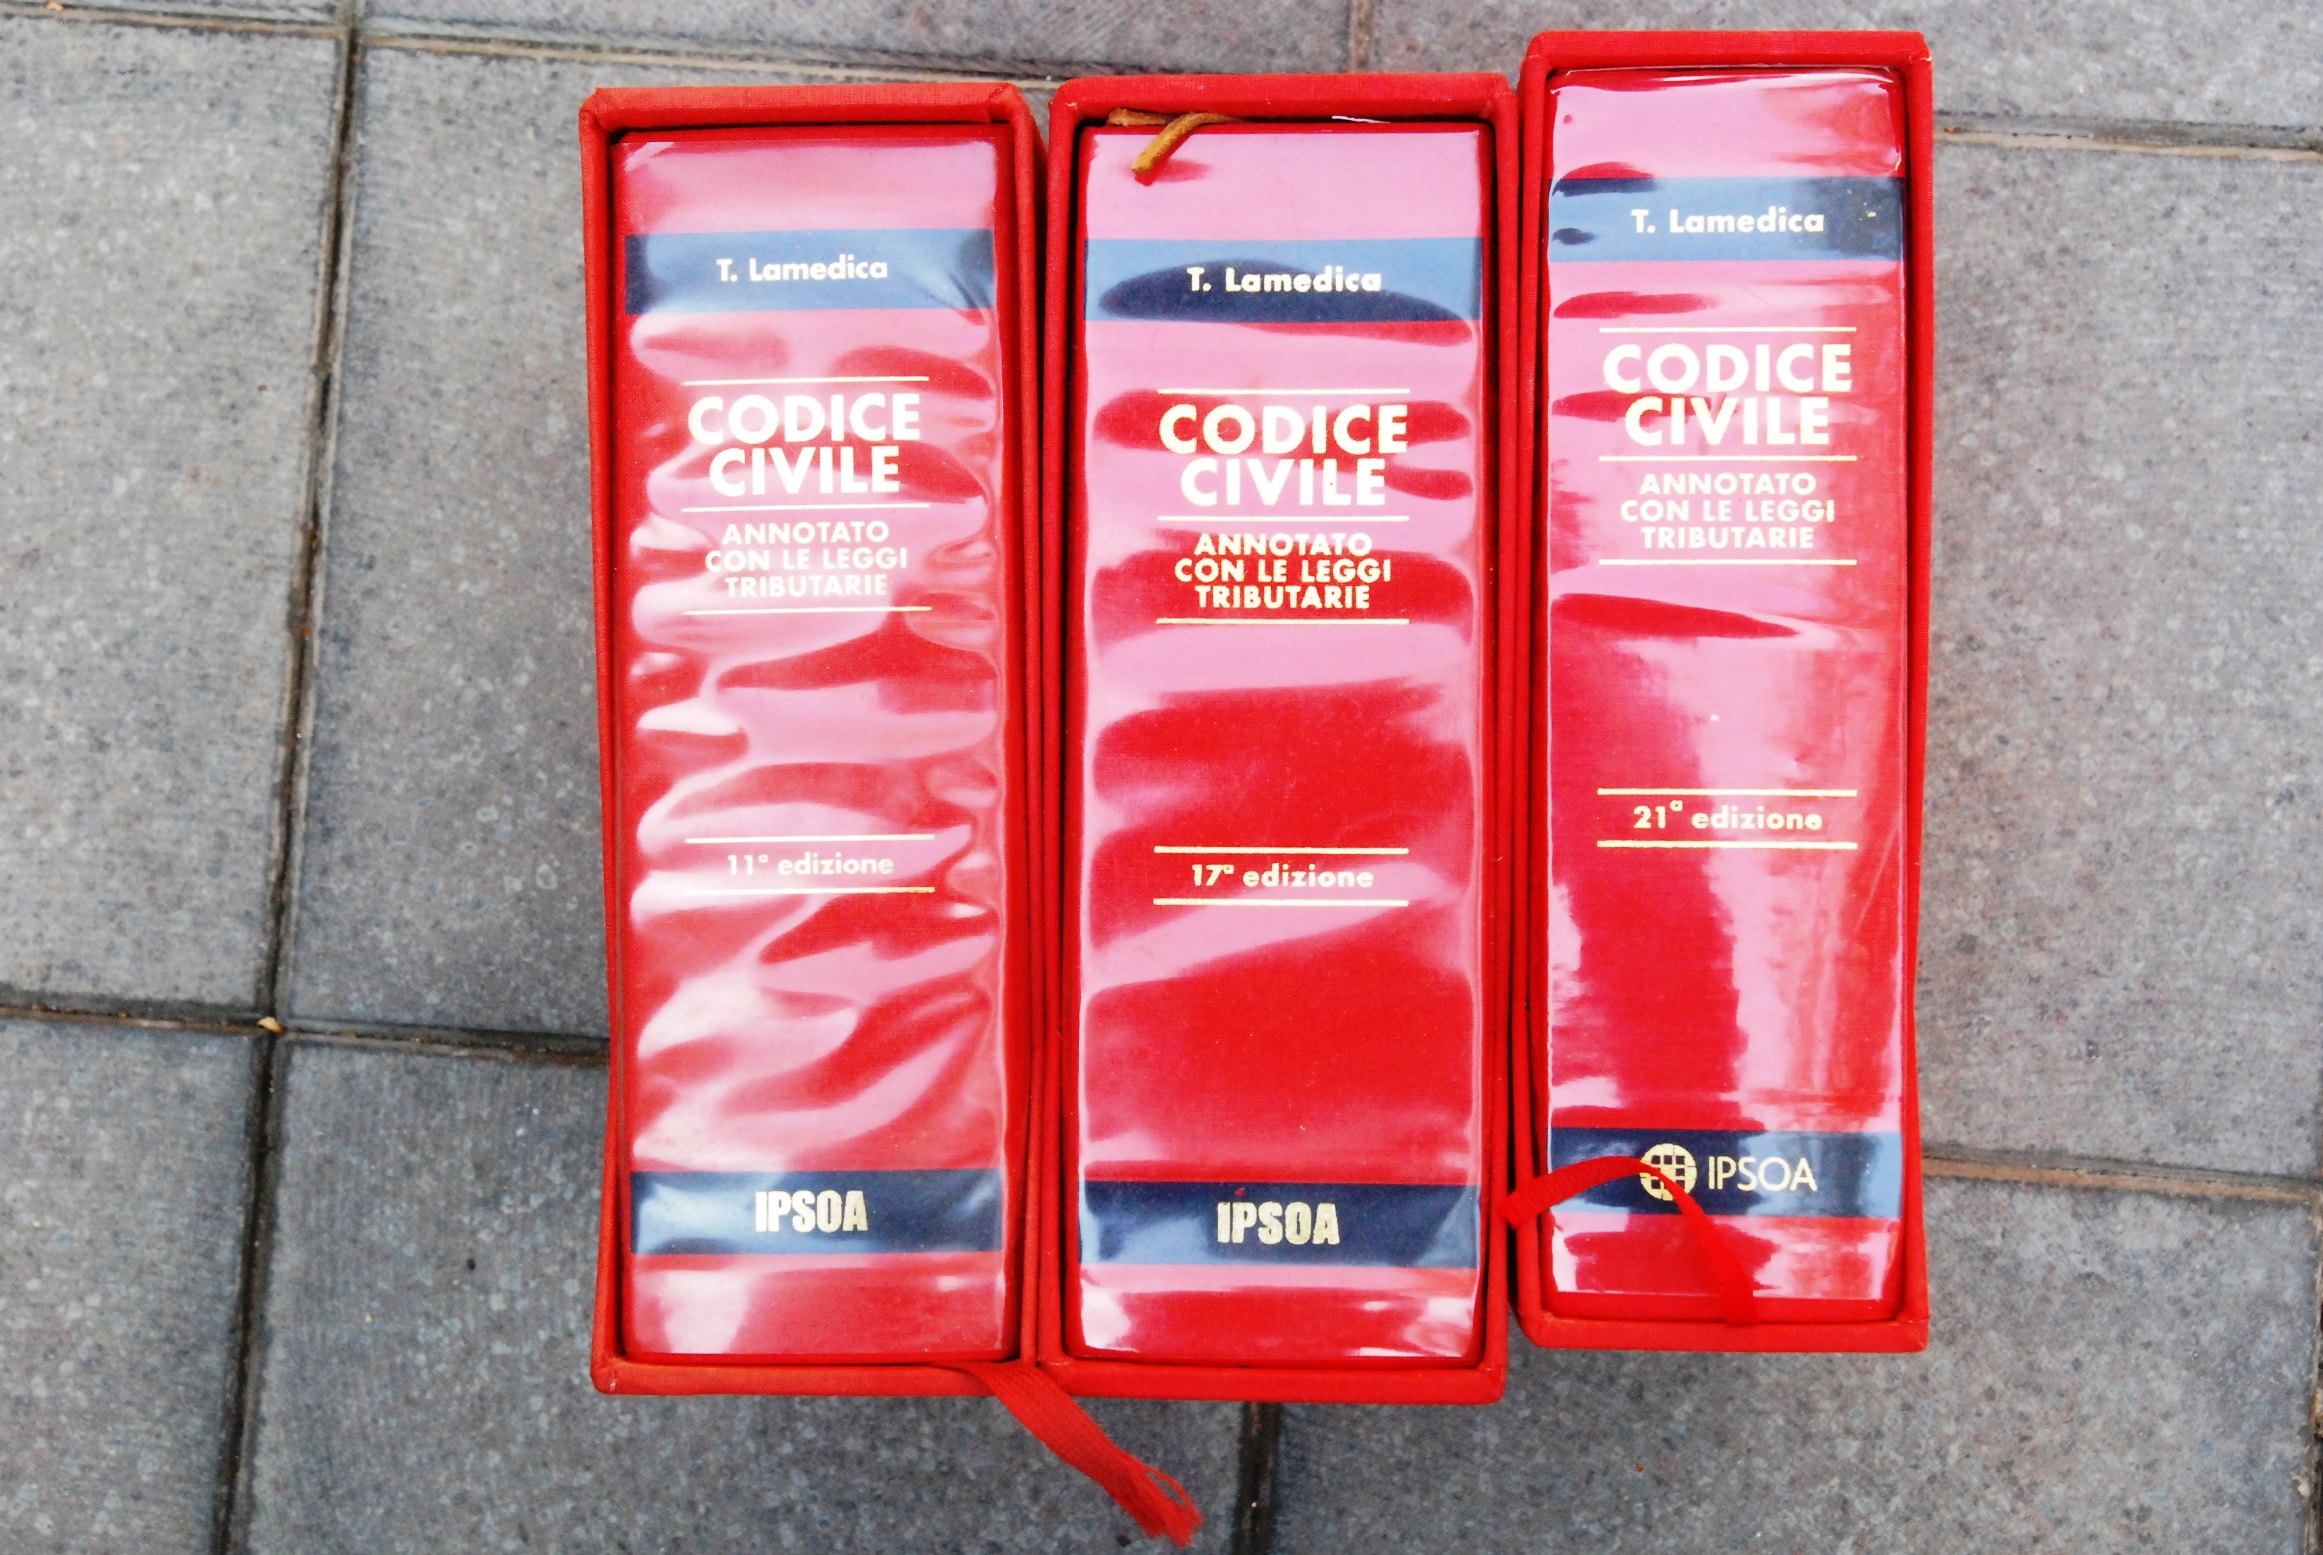 T. Lamedica
CODICE
CIVILE
ANNOTATO
CON LE LEGGI
TRIBUTARIE
11ª edizione
IPSOA
T. Lamedica
CODICE
CIVILE
ANNOTATO
CON LE LEGGI
TRIBUTARIE
17ª edizione
IPSOA
T. Lamedica
CODICE
CIVILE
ANNOTATO
CON LE LEGGI
TRIBUTARIE
21ª edizione
IPSOA